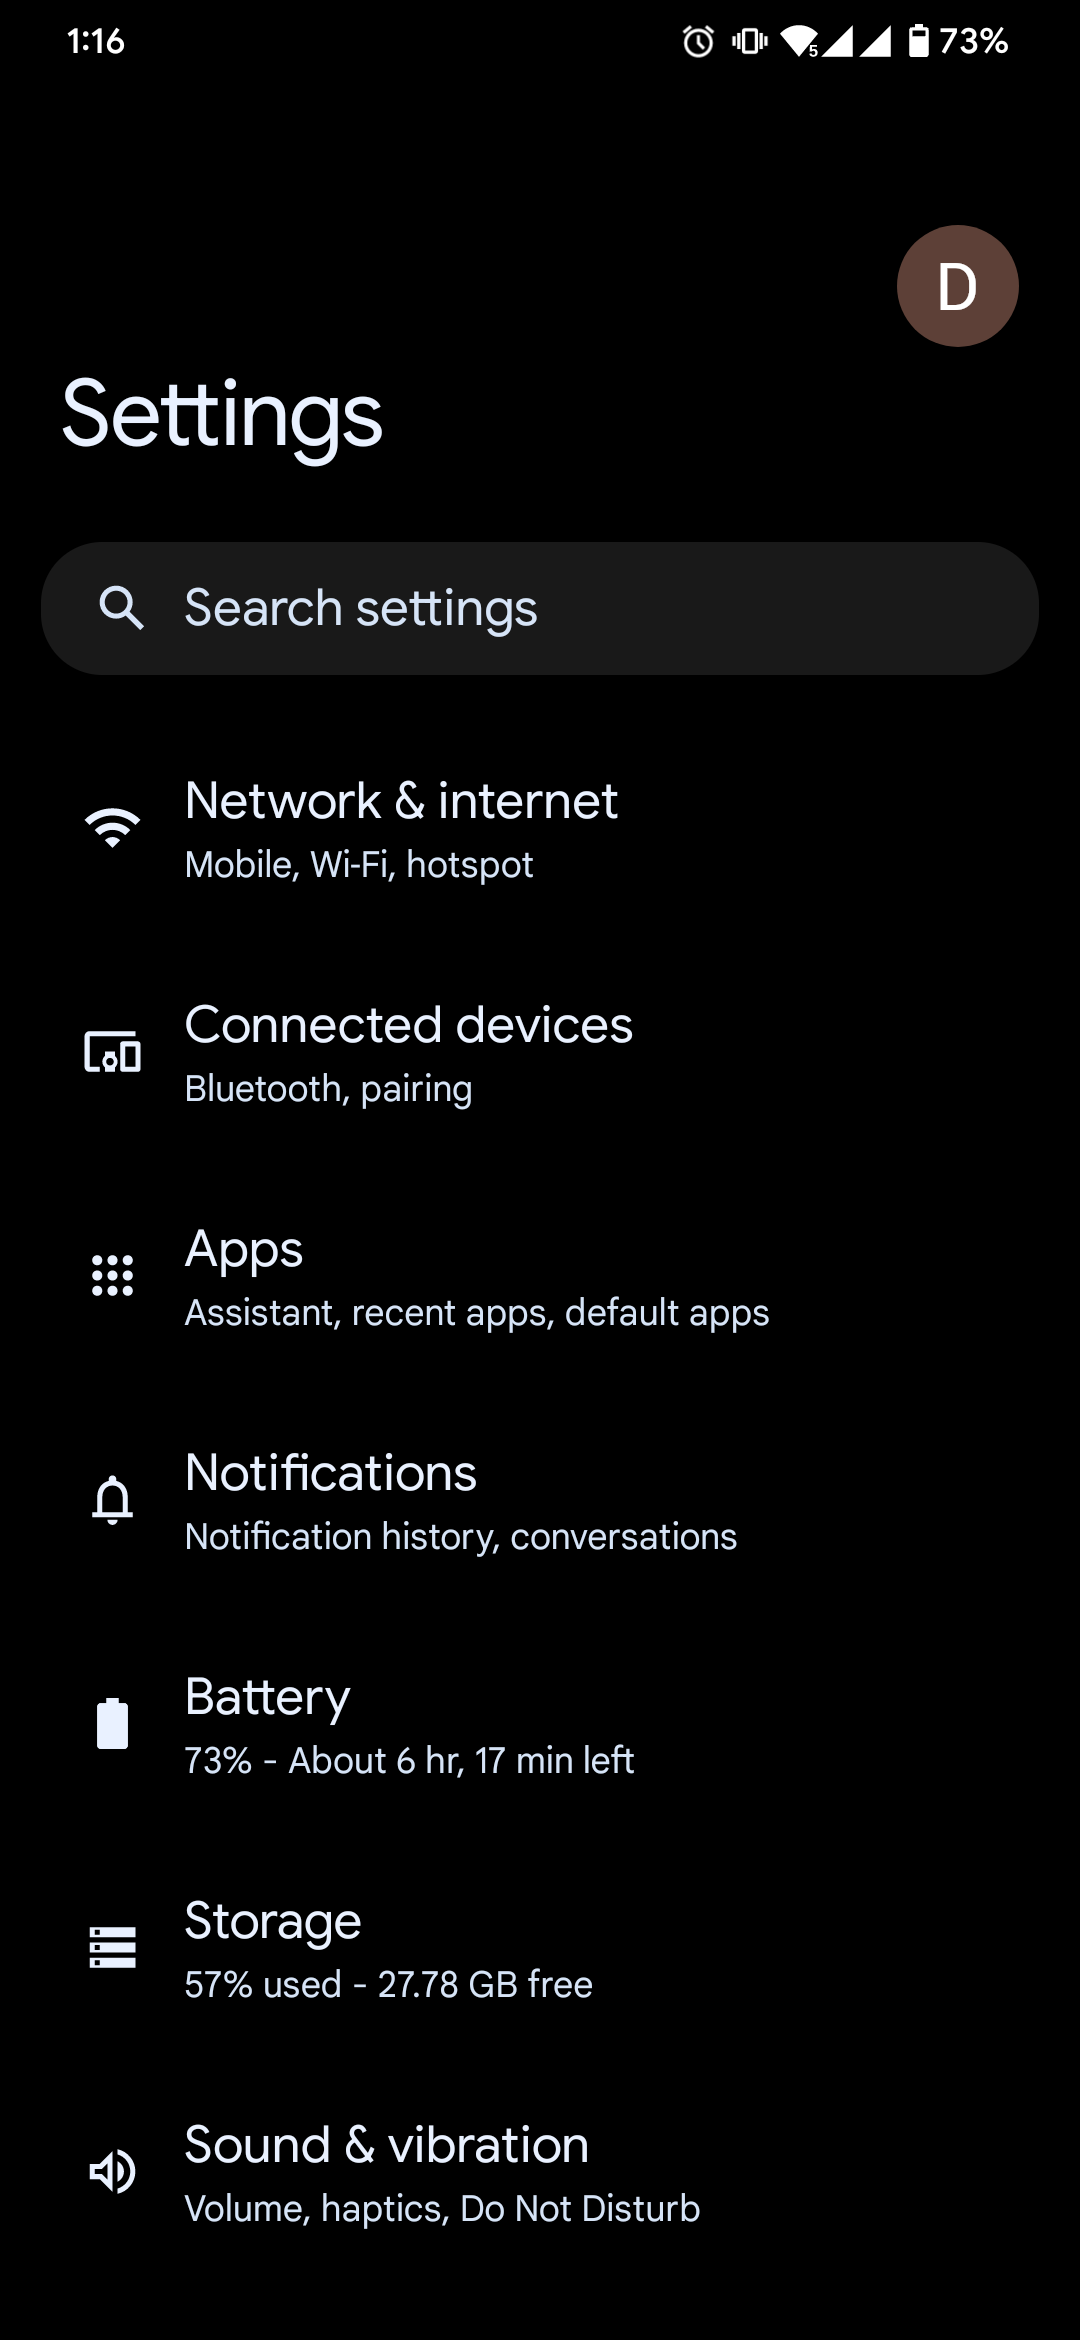 1:16
5
73%
D
Settings
Search settings
Network & internet
Mobile, Wi-Fi, hotspot
Connected devices
Bluetooth, pairing
Apps
Assistant, recent apps, default apps
Notifications
Notification history, conversations
Battery
73% - About 6 hr, 17 min left
Storage
57% used - 27.78 GB free
Sound & vibration
Volume, haptics, Do Not Disturb